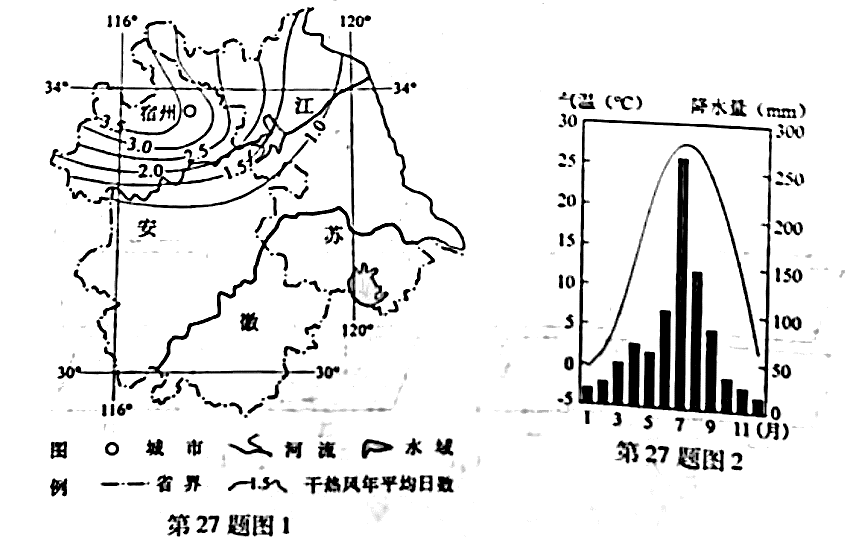 116° 120°
34° 34°
江
宿州
3.5
3.0
2.5
2.0
1.5
1.0
安
苏
徽
120°
30° 30°
116°
图 城市 河流 水域
例 省界 1.5 干热风年平均日数
第27题图1
气温(℃) 降水量(mm)
30 300
25 250
20 200
15 150
10 100
5 50
0 0
-5
1 3 5 7 9 11(月)
第27题图2